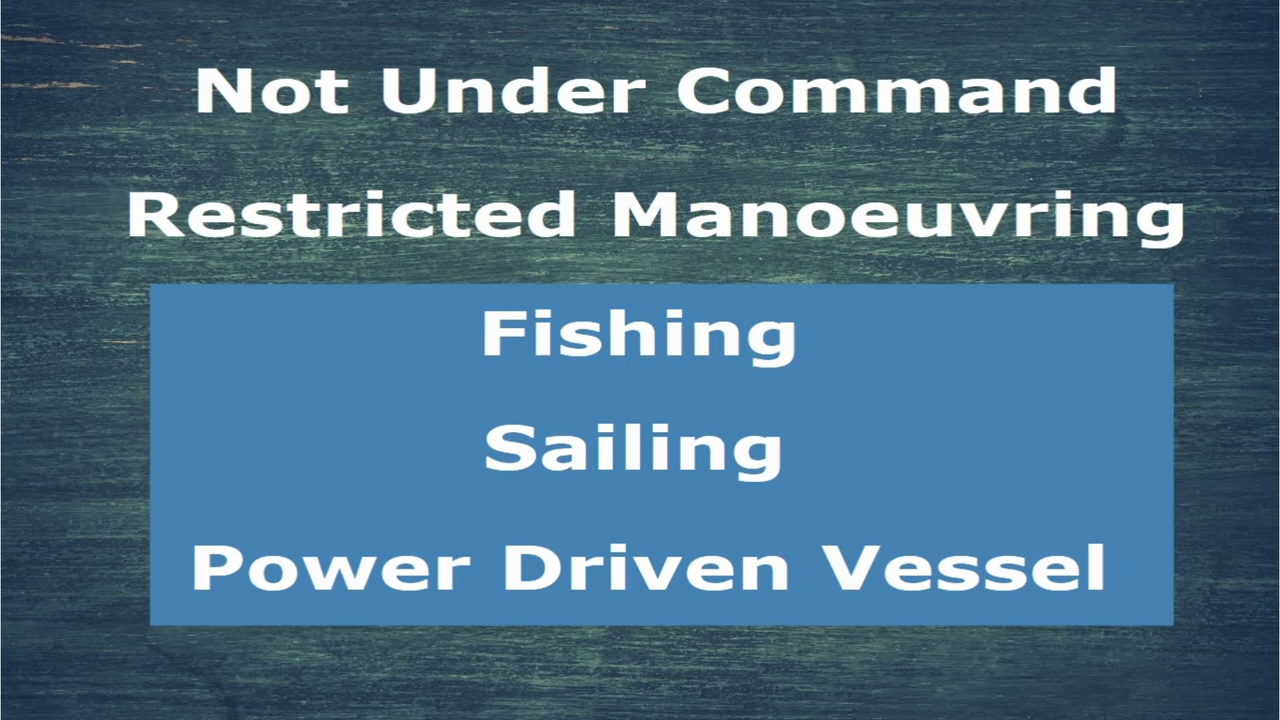 Not Under Command
Restricted Manoeuvring
Fishing
Sailing
Power Driven Vessel